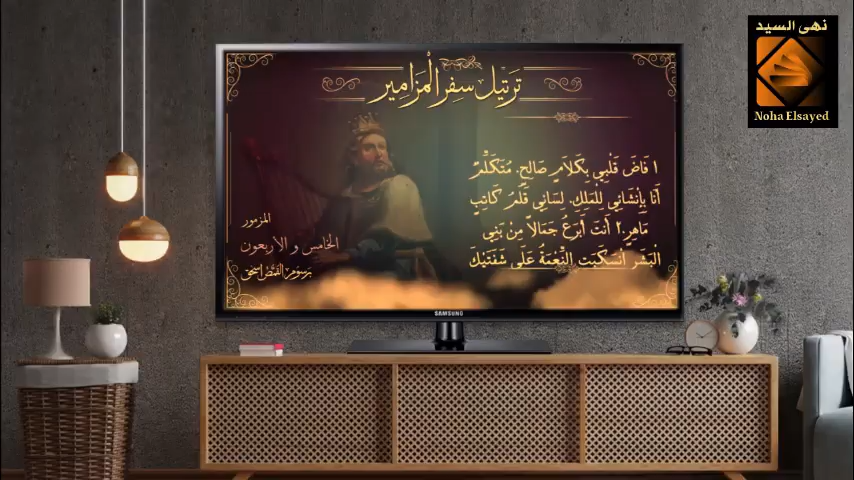 نهى السيد
Noha Elsayed
ترتيل سفر المزامير
١ فَاضَ قَلْبِي بِكَلاَمٍ صَالِحٍ. مُتَكَلِّمٌ
أَنَا بِإِنْشَائِي لِلْمَلِكِ. لِسَانِي قَلَمُ كَاتِبٍ
مَاهِرٍ. ٢ أَنْتَ أَبْرَعُ جَمَالاً مِنْ بَنِي
الْبَشَرِ. انْسَكَبَتِ النِّعْمَةُ عَلَى شَفَتَيْكَ
المزمور
الخامس و الاربعون
SAMSUNG